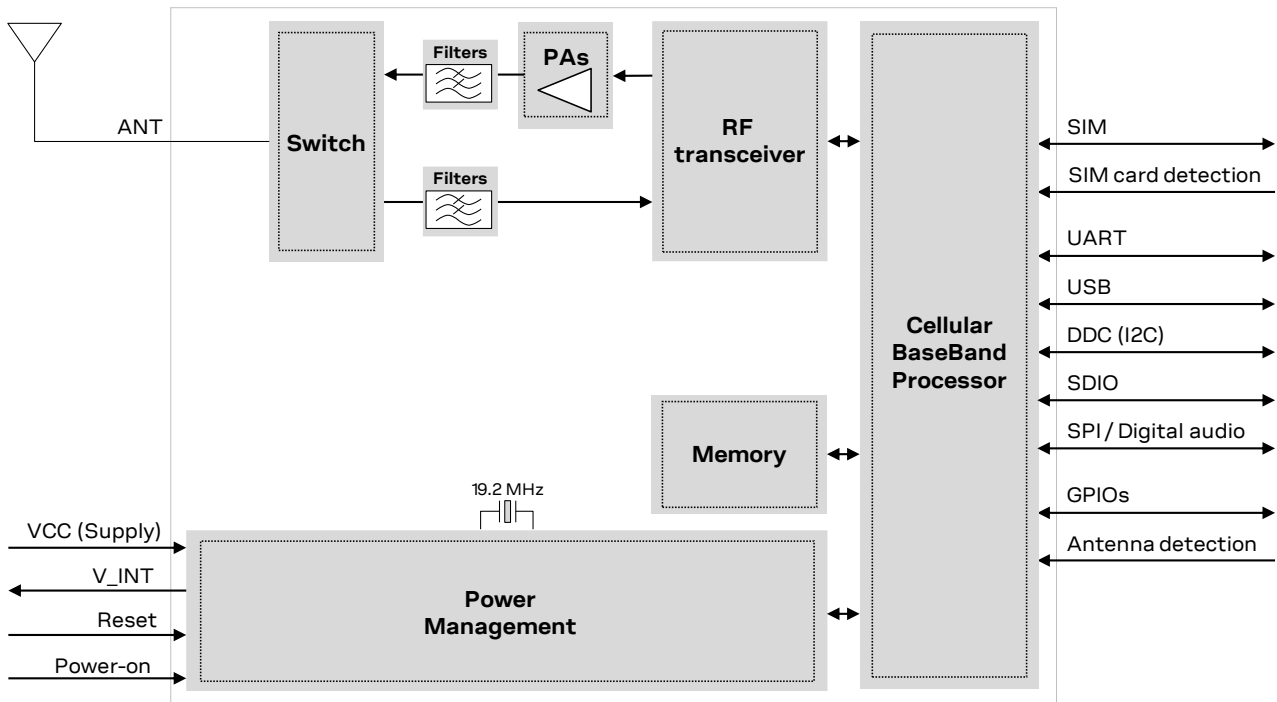 ANT
Switch
Filters
PAs
Filters
RF
transceiver
Cellular
BaseBand
Processor
Memory
19.2 MHz
Power
Management
VCC (Supply)
V_INT
Reset
Power-on
SIM
SIM card detection
UART
USB
DDC (I2C)
SDIO
SPI / Digital audio
GPIOs
Antenna detection